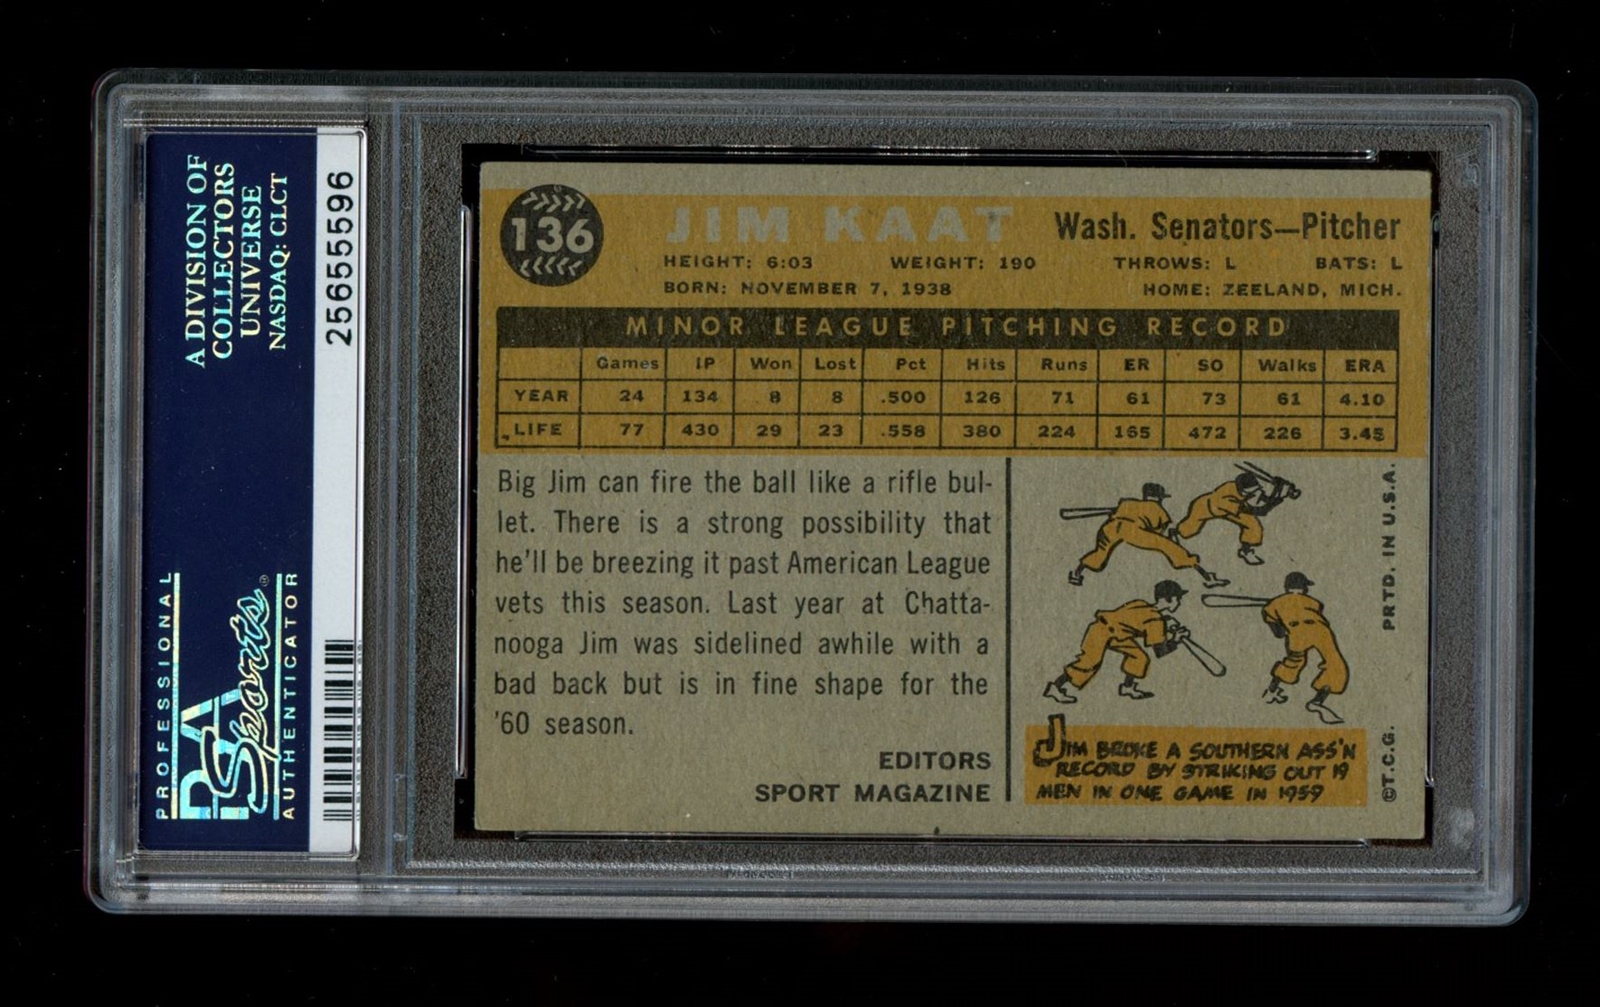 A DIVISION OF
COLLECTORS
UNIVERSE
NASDAQ: CLCT
25655596
PROFESSIONAL
PSA
Sports®
AUTHENTICATOR
136
JIM KAAT
Wash. Senators—Pitcher
HEIGHT: 6:03 WEIGHT: 190 THROWS: L BATS: L
BORN: NOVEMBER 7, 1938 HOME: ZEELAND, MICH.
MINOR LEAGUE PITCHING RECORD
Games IP Won Lost Pct Hits Runs ER SO Walks ERA
YEAR 24 134 8 8 .500 126 71 61 73 61 4.10
LIFE 77 430 29 23 .558 380 224 165 472 226 3.45
Big Jim can fire the ball like a rifle bul-
let. There is a strong possibility that
he'll be breezing it past American League
vets this season. Last year at Chatta-
nooga Jim was sidelined awhile with a
bad back but is in fine shape for the
'60 season.
EDITORS
SPORT MAGAZINE
JIM BROKE A SOUTHERN ASS'N
RECORD BY STRIKING OUT 19
MEN IN ONE GAME IN 1959
©T.C.G. PRTD. IN U.S.A.